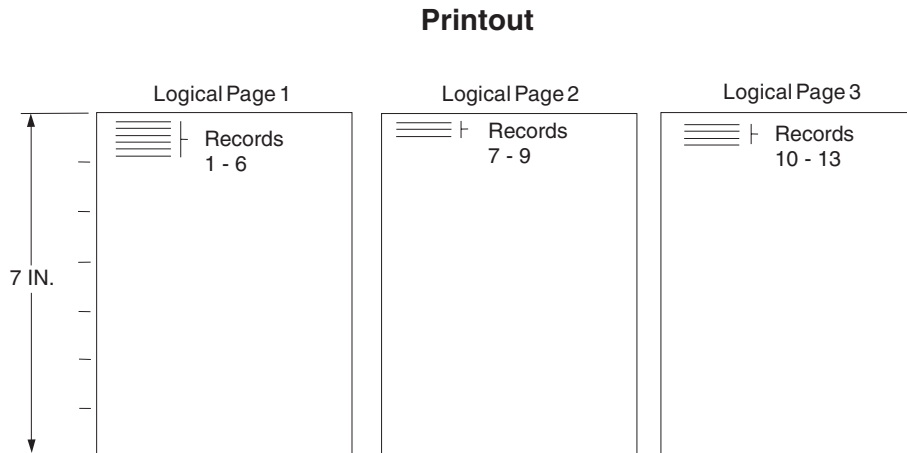 Printout
Logical Page 1
Logical Page 2
Logical Page 3
Records
1 - 6
Records
7 - 9
Records
10 - 13
7 IN.